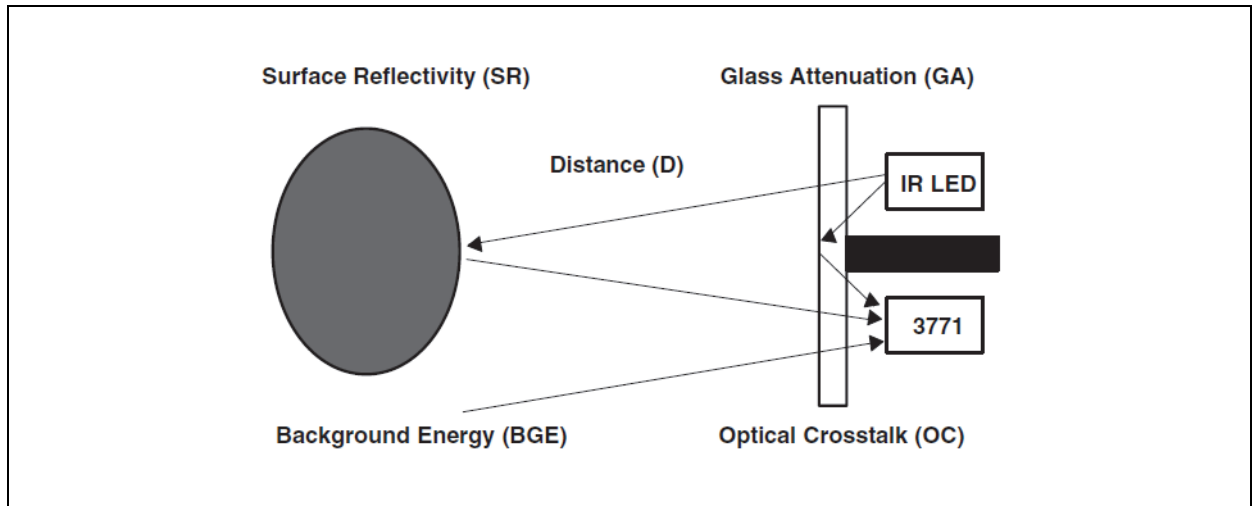 Surface Reflectivity (SR)
Glass Attenuation (GA)
Distance (D)
IR LED
3771
Background Energy (BGE)
Optical Crosstalk (OC)